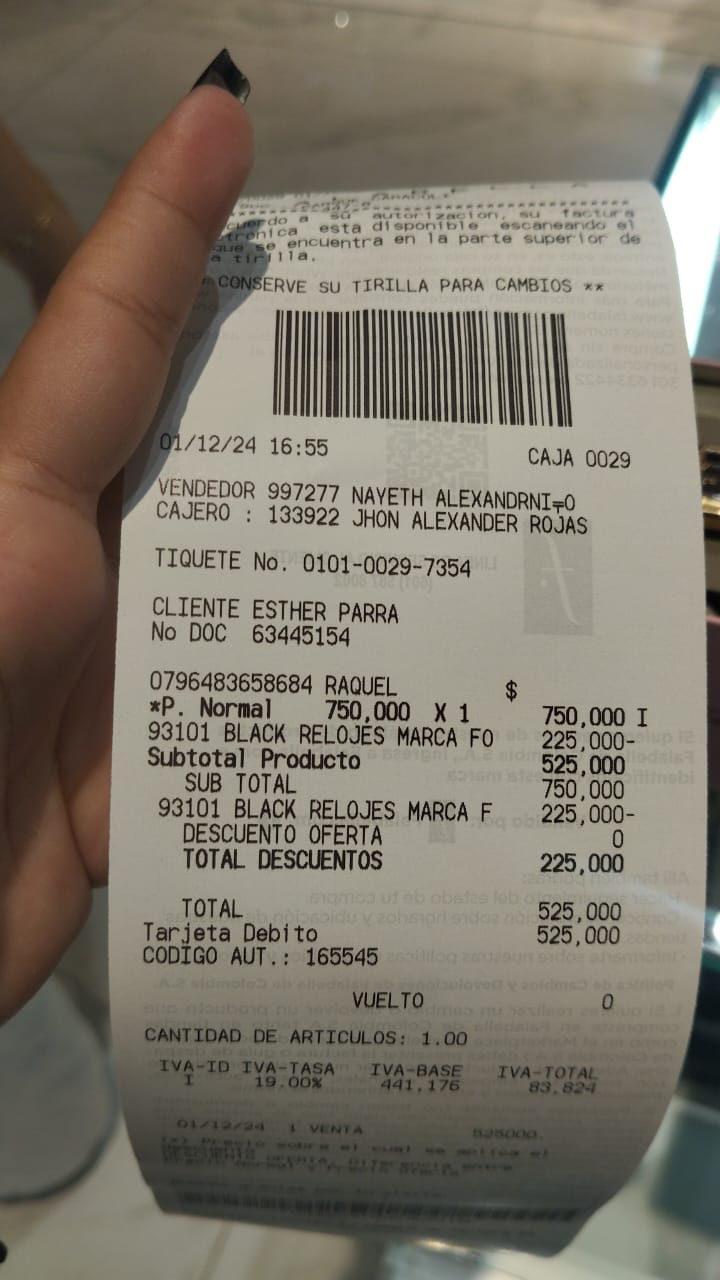 su autorizacion, su factura
esta disponible escaneando el
que se encuentra en la parte superior de
tirilla.
CONSERVE SU TIRILLA PARA CAMBIOS **
01/12/24 16:55
CAJA 0029
VENDEDOR 997277 NAYETH
CAJERO : 133922 JHON ALEXANDER ROJAS
TIQUETE No. 0101-0029-7354
CLIENTE ESTHER PARRA
No DOC 63445154
0796483658684 RAQUEL $
*P. Normal 750,000 X 1 750,000 I
93101 BLACK RELOJES MARCA FO 225,000-
Subtotal Producto 525,000
SUB TOTAL 750,000
93101 BLACK RELOJES MARCA F 225,000-
DESCUENTO OFERTA 0
TOTAL DESCUENTOS 225,000
TOTAL 525,000
Tarjeta Debito 525,000
CODIGO AUT.: 165545
VUELTO 0
CANTIDAD DE ARTICULOS: 1.00
IVA-ID IVA-TASA IVA-BASE IVA-TOTAL
I 19.00% 441,176 83,824
01/12/24 1 VENTA 525000.